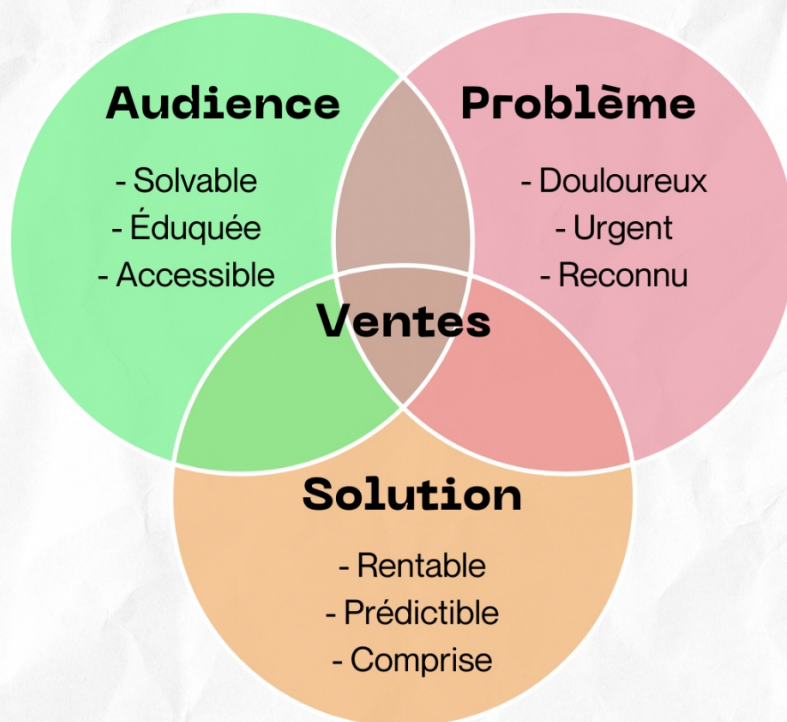 Audience
- Solvable
- Éduquée
- Accessible
Problème
- Douloureux
- Urgent
- Reconnu
Ventes
Solution
- Rentable
- Prédictible
- Comprise